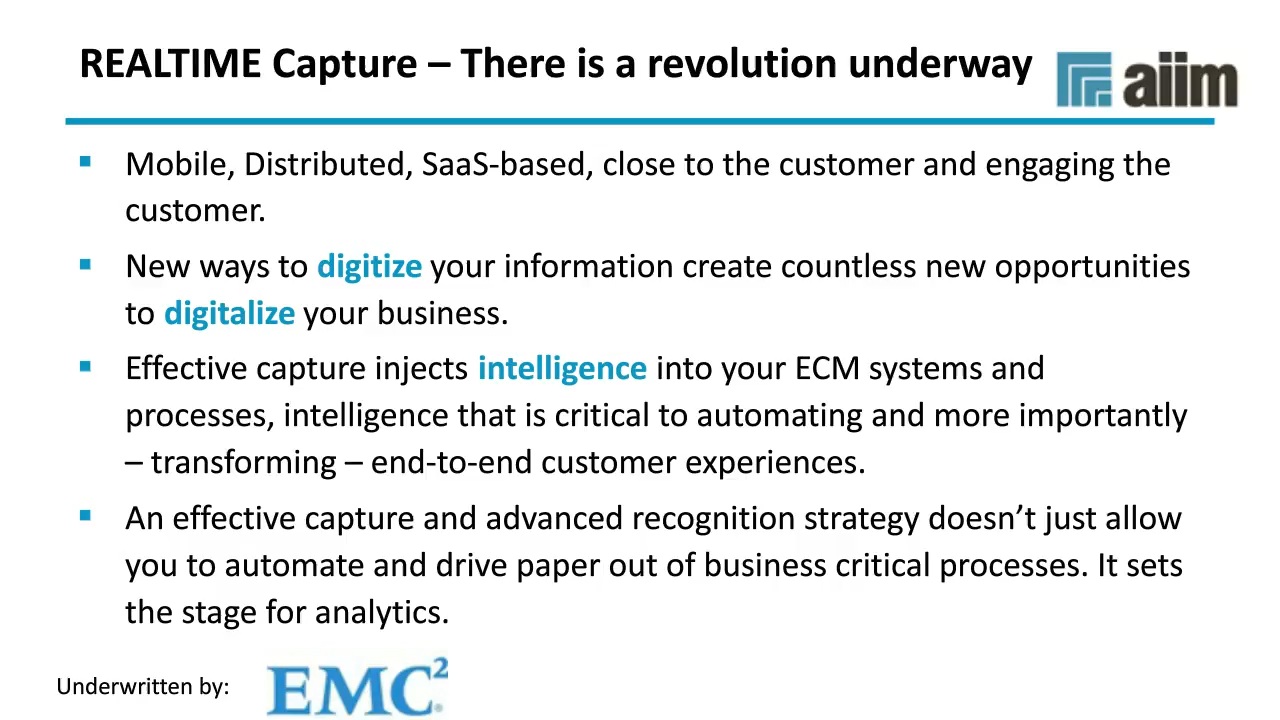 REALTIME Capture – There is a revolution underway
aiim
▪ Mobile, Distributed, SaaS-based, close to the customer and engaging the
customer.
▪ New ways to digitize your information create countless new opportunities
to digitalize your business.
▪ Effective capture injects intelligence into your ECM systems and
processes, intelligence that is critical to automating and more importantly
– transforming – end-to-end customer experiences.
▪ An effective capture and advanced recognition strategy doesn’t just allow
you to automate and drive paper out of business critical processes. It sets
the stage for analytics.
Underwritten by:
EMC²